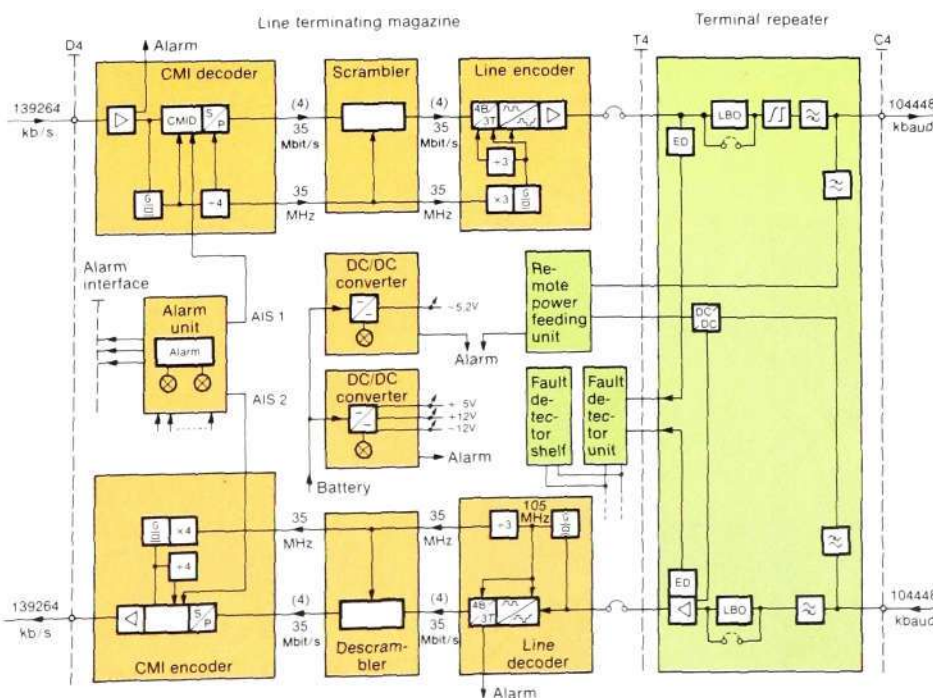 Line terminating magazine
Terminal repeater
D4
T4
C4
Alarm
CMI decoder
Scrambler
Line encoder
139264
kb/s
CMID
S
P
(4)
35
Mbit/s
(4)
35
Mbit/s
4B
3T
LBO
104448
kbaud
ED
÷3
G
÷4
35
MHz
35
MHz
×3
G
Alarm
interface
Alarm
unit
Alarm
AIS 1
AIS 2
DC/DC
converter
-5.2V
Alarm
Re-
mote
power
feeding
unit
DC
DC
DC/DC
converter
+ 5V
+12V
-12V
Alarm
Battery
Fault
de-
tec-
tor
shelf
Fault
de-
tector
unit
G
×4
35
MHz
35
MHz
÷3
105
MHz
G
÷4
ED
139264
kb/s
S
P
(4)
35
Mbit/s
(4)
35
Mbit/s
4B
3T
LBO
104448
kbaud
CMI encoder
Descram-
bler
Line
decoder
Alarm